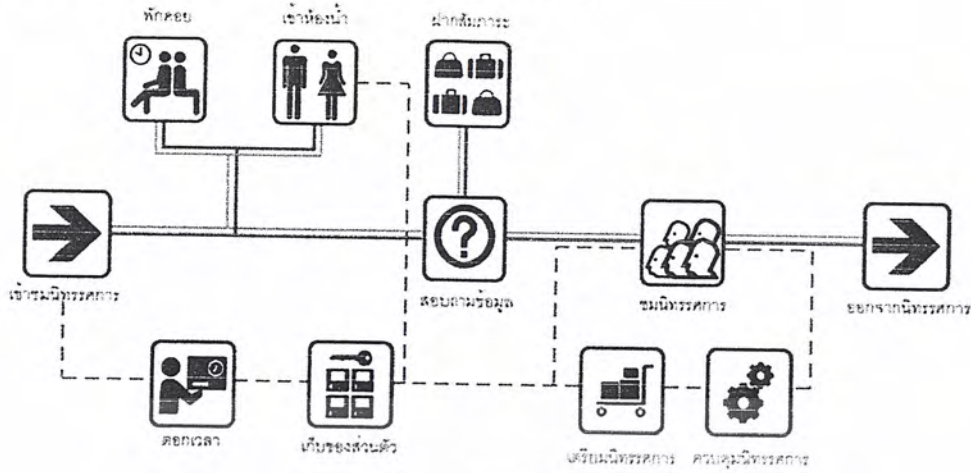 พักคอย
เข้าห้องน้ำ
ฝากสัมภาระ
?
เข้าชมนิทรรศการ
สอบถามข้อมูล
ชมนิทรรศการ
ออกจากนิทรรศการ
ตอกเวลา
เก็บของส่วนตัว
เตรียมนิทรรศการ
ควบคุมนิทรรศการ